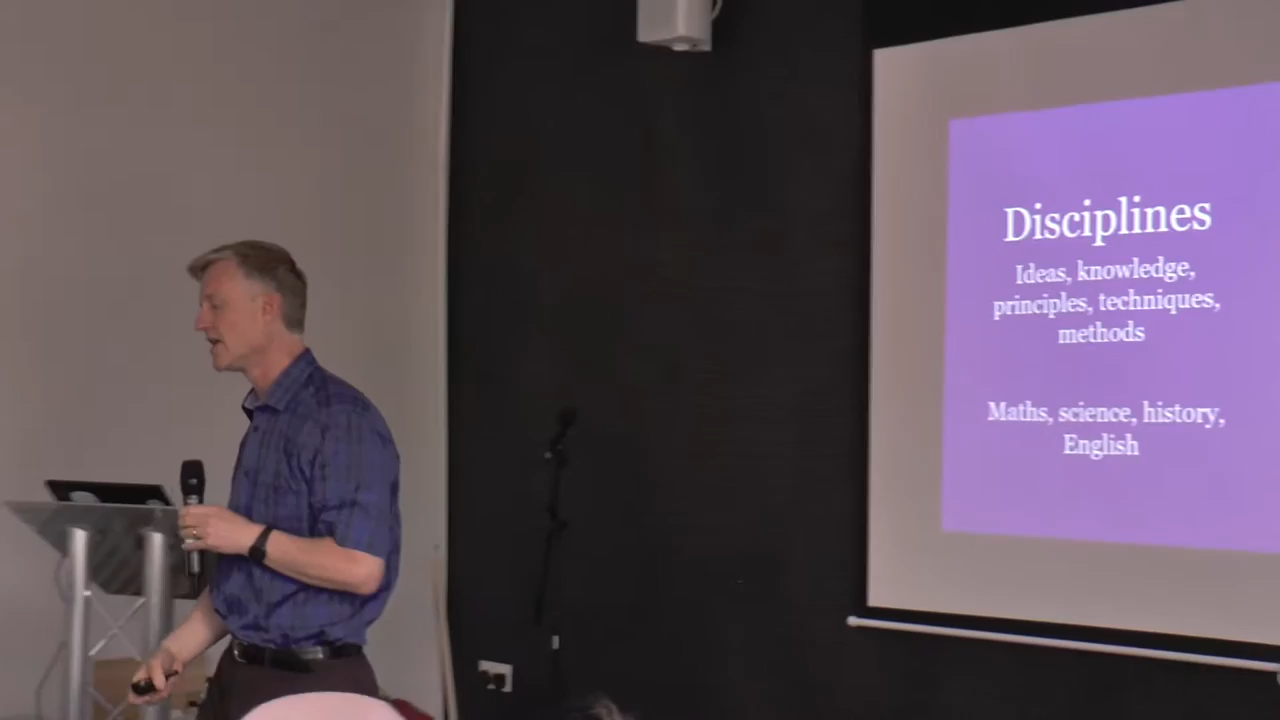 Disciplines
Ideas, knowledge,
principles, techniques,
methods
Maths, science, history,
English